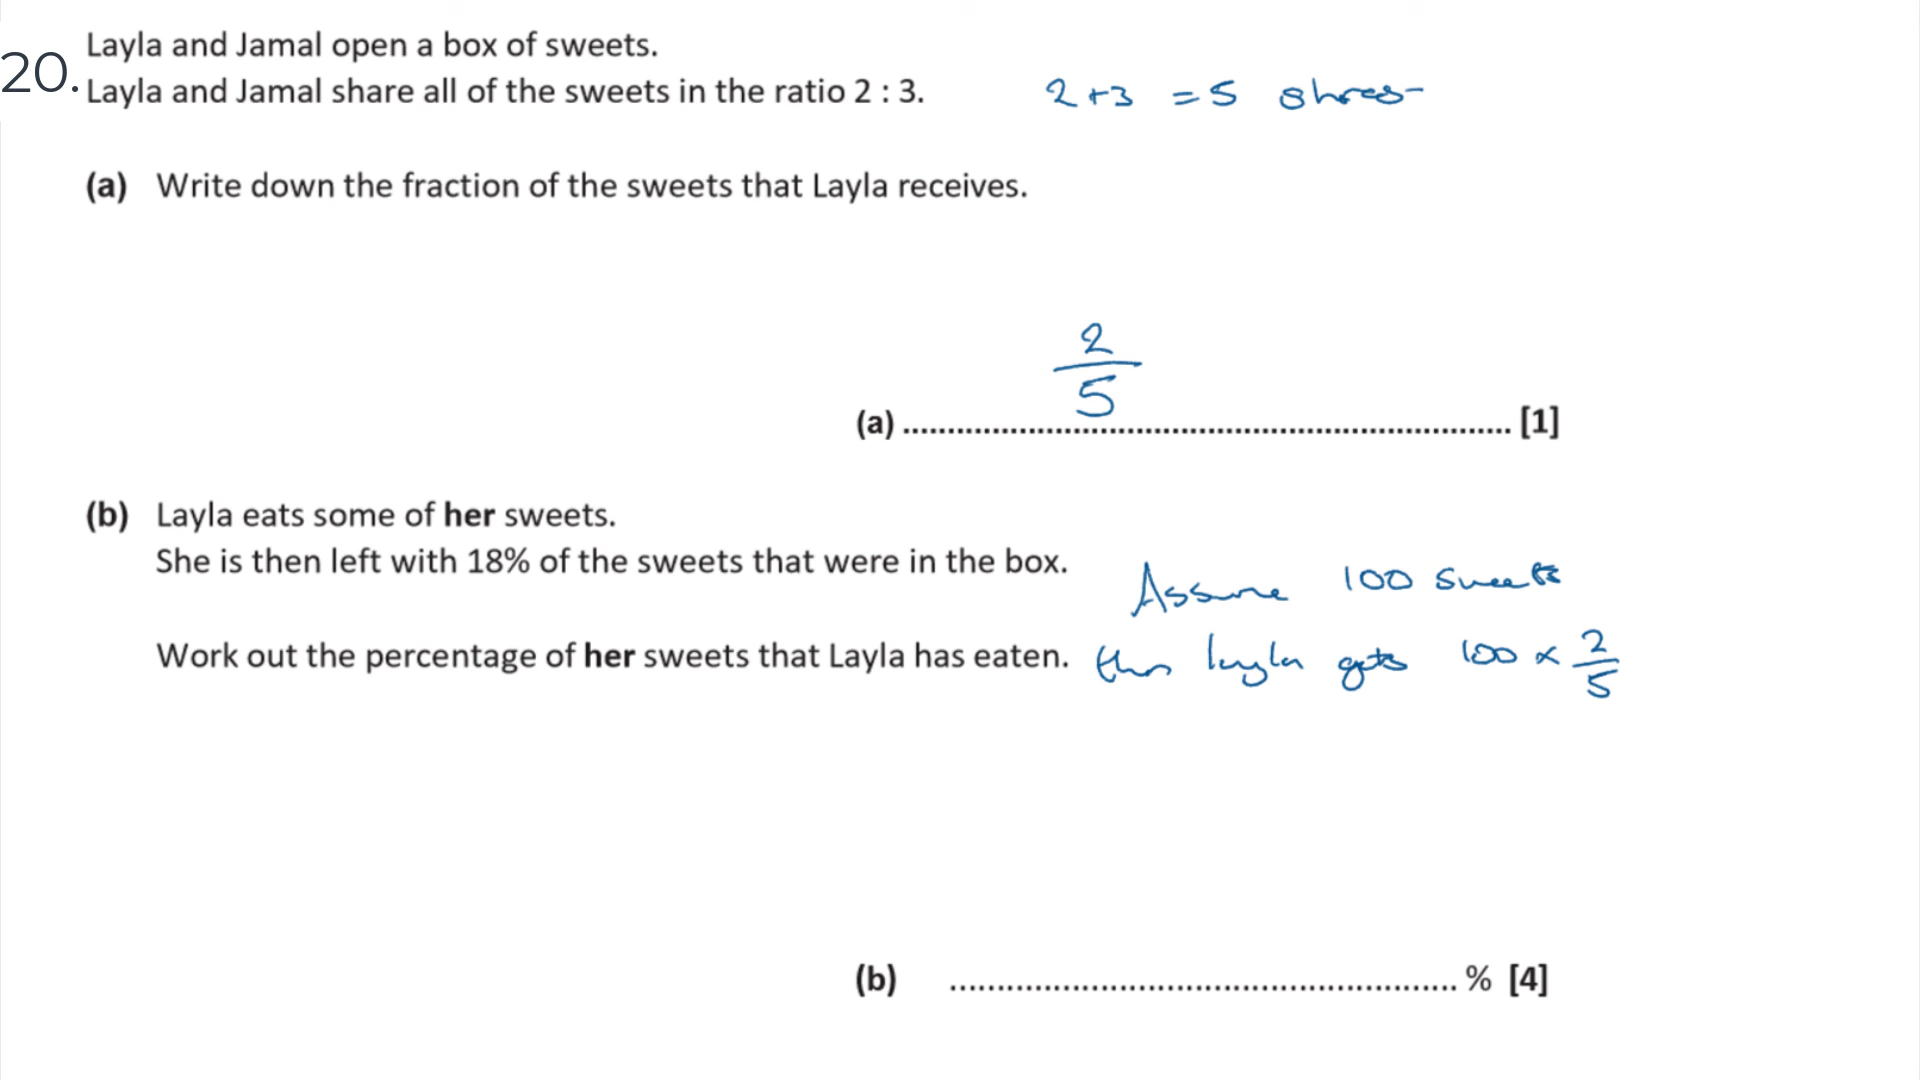 20.
Layla and Jamal open a box of sweets.
Layla and Jamal share all of the sweets in the ratio 2 : 3.
2 + 3 = 5 shres
(a) Write down the fraction of the sweets that Layla receives.
2
5
(a) ........................................................................ [1]
(b) Layla eats some of her sweets.
She is then left with 18% of the sweets that were in the box.
Assume 100 sweets
Work out the percentage of her sweets that Layla has eaten.
layla gets 100 × 2/5
(b) ...................................................... % [4]